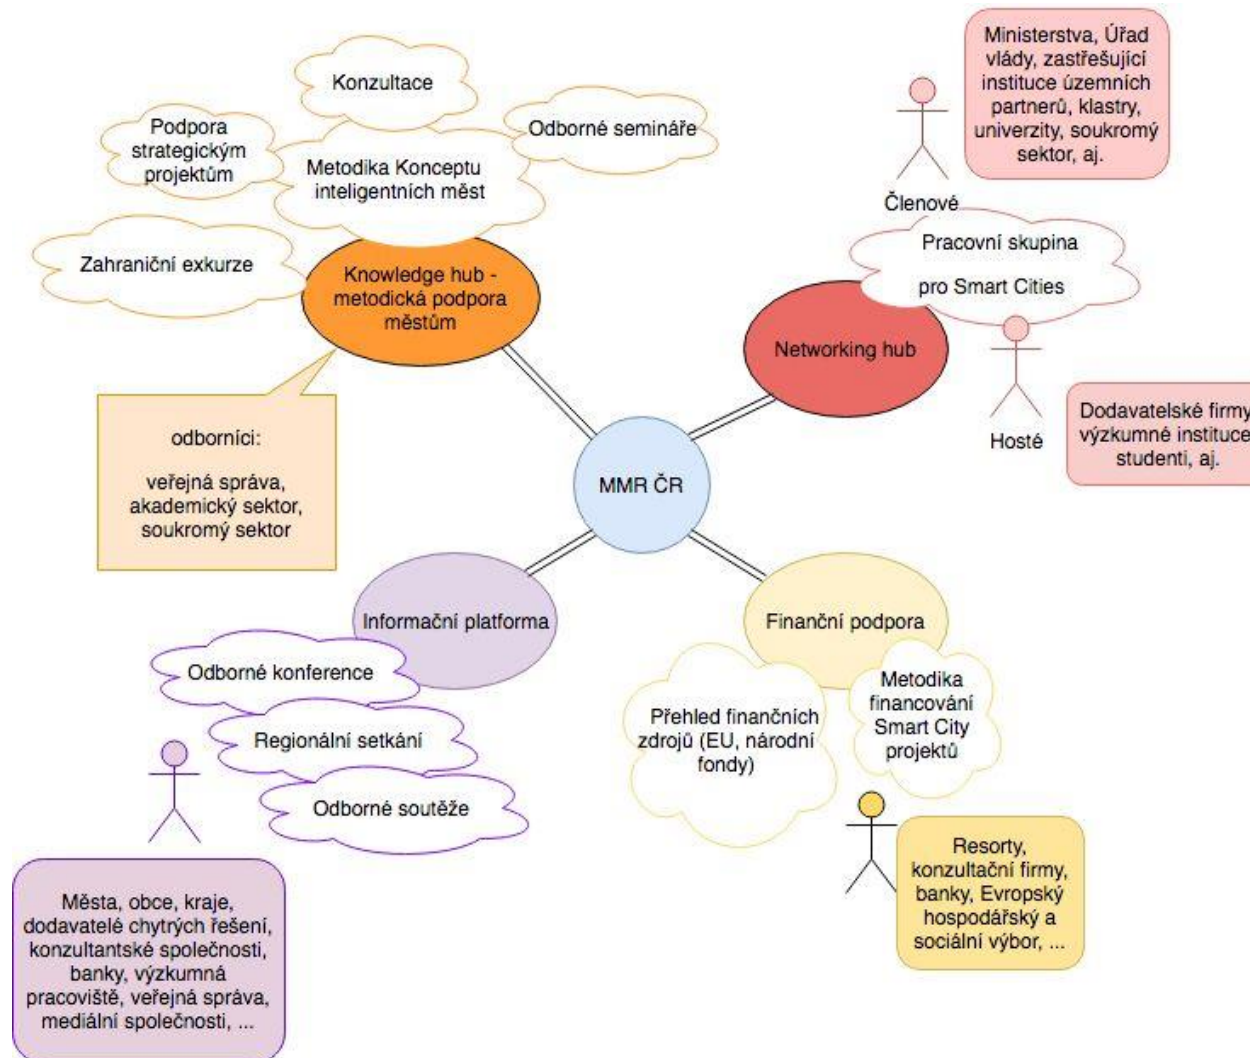 Konzultace
Odborné semináře
Podpora
strategickým
projektům
Metodika Konceptu
inteligentních měst
Zahraniční exkurze
Knowledge hub -
metodická podpora
městům
odborníci:
veřejná správa,
akademický sektor,
soukromý sektor
Ministerstva, Úřad
vlády, zastřešující
instituce územních
partnerů, klastry,
univerzity, soukromý
sektor, aj.
Členové
Pracovní skupina
pro Smart Cities
Networking hub
Hosté
Dodavatelské firmy
výzkumné instituce
studenti, aj.
MMR ČR
Informační platforma
Odborné konference
Regionální setkání
Odborné soutěže
Města, obce, kraje,
dodavatelé chytrých řešení,
konzultantské společnosti,
banky, výzkumná
pracoviště, veřejná správa,
mediální společnosti, ...
Finanční podpora
Přehled finančních
zdrojů (EU, národní
fondy)
Metodika
financování
Smart City
projektů
Resorty,
konzultační firmy,
banky, Evropský
hospodářský a
sociální výbor, ...